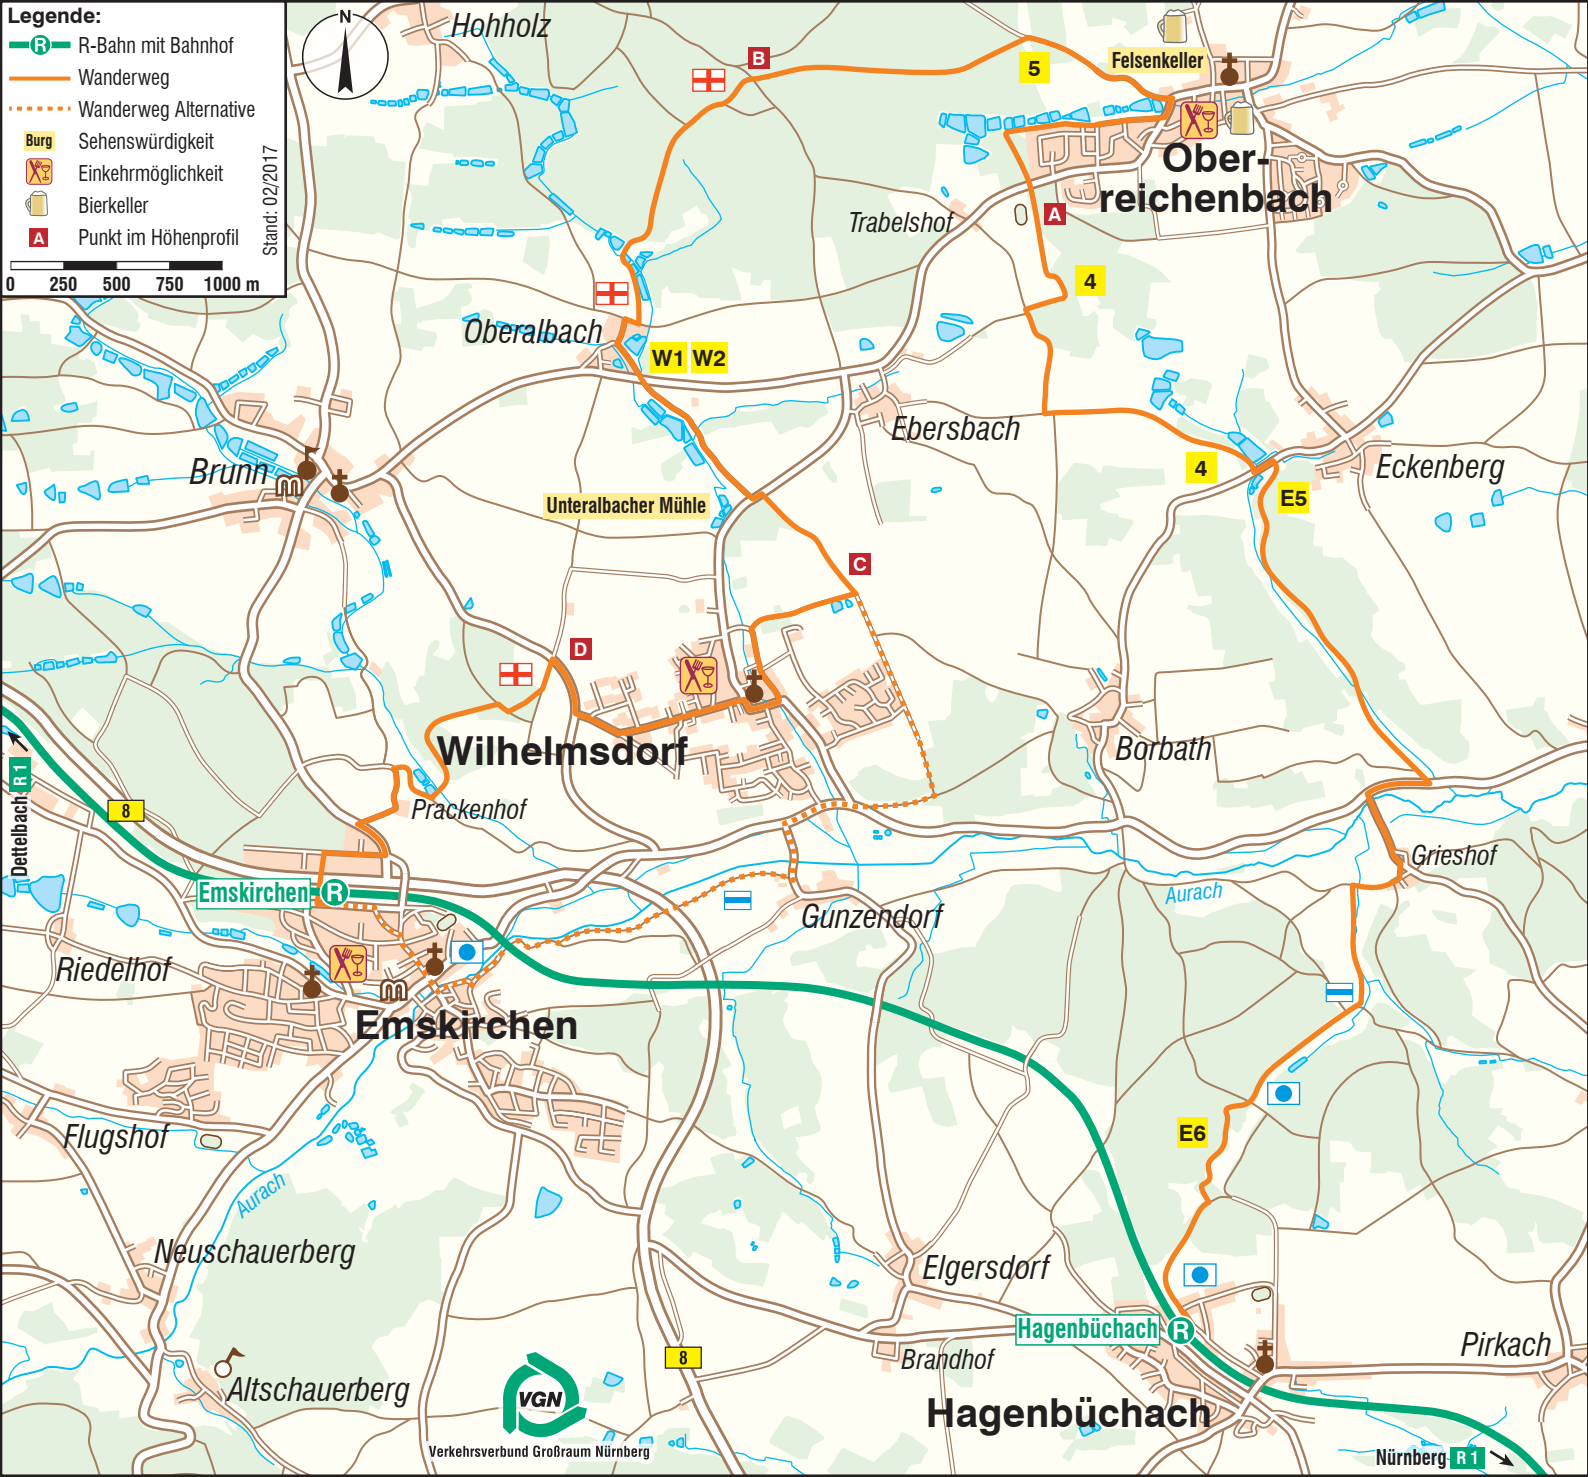 Legende:
R R-Bahn mit Bahnhof
Wanderweg
Wanderweg Alternative
Burg Sehenswürdigkeit
Einkehrmöglichkeit
Bierkeller
A Punkt im Höhenprofil
0 250 500 750 1000 m
Stand: 02/2017
N
Hohholz
B
5
Felsenkeller
Ober-
reichenbach
Trabelshof
A
4
Oberalbach
W1 W2
Ebersbach
Brunn
m
4
Eckenberg
E5
Unteralbacher Mühle
C
D
Wilhelmsdorf
Borbath
Dettelbach R 1
8
Prackenhof
Grieshof
Emskirchen R
Aurach
Gunzendorf
Riedelhof
m
Emskirchen
Flugshof
E6
Aurach
Neuschauerberg
Elgersdorf
Hagenbüchach R
8
Brandhof
Pirkach
Altschauerberg
VGN
Hagenbüchach
Verkehrsverbund Großraum Nürnberg
Nürnberg R 1